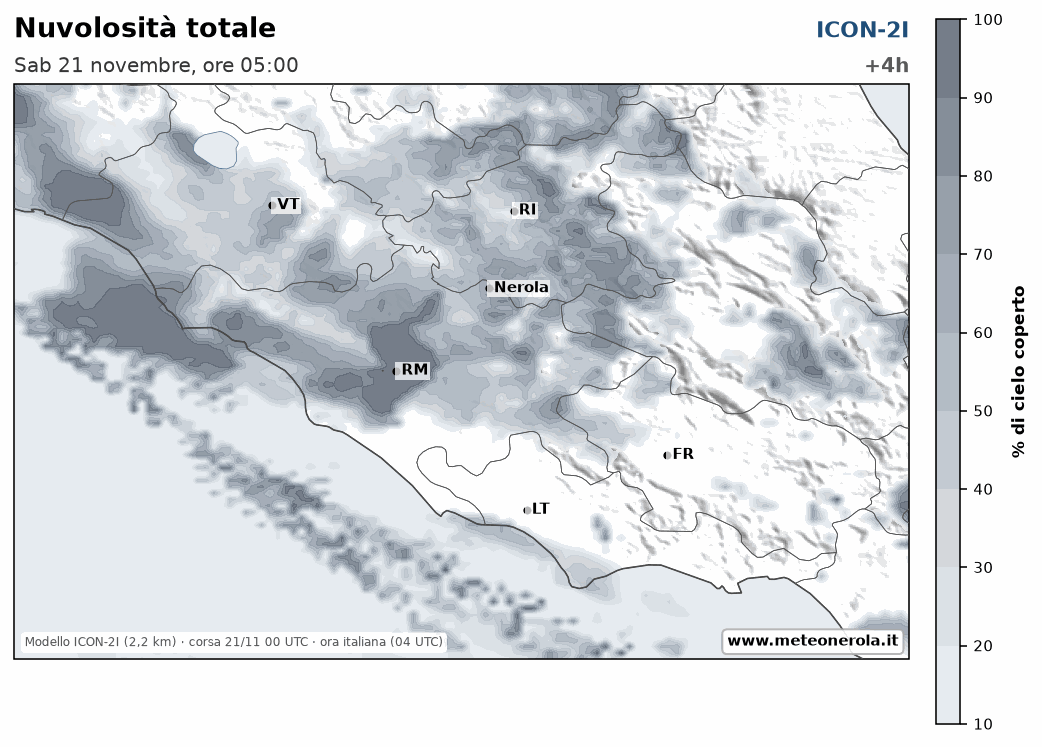 Nuvolosità totale
ICON-2I
Sab 21 novembre, ore 05:00
+4h
100
90
80
70
60
50
40
30
20
10
% di cielo coperto
VT
RI
Nerola
RM
FR
LT
Modello ICON-2I (2,2 km) · corsa 21/11 00 UTC · ora italiana (04 UTC)
www.meteonerola.it